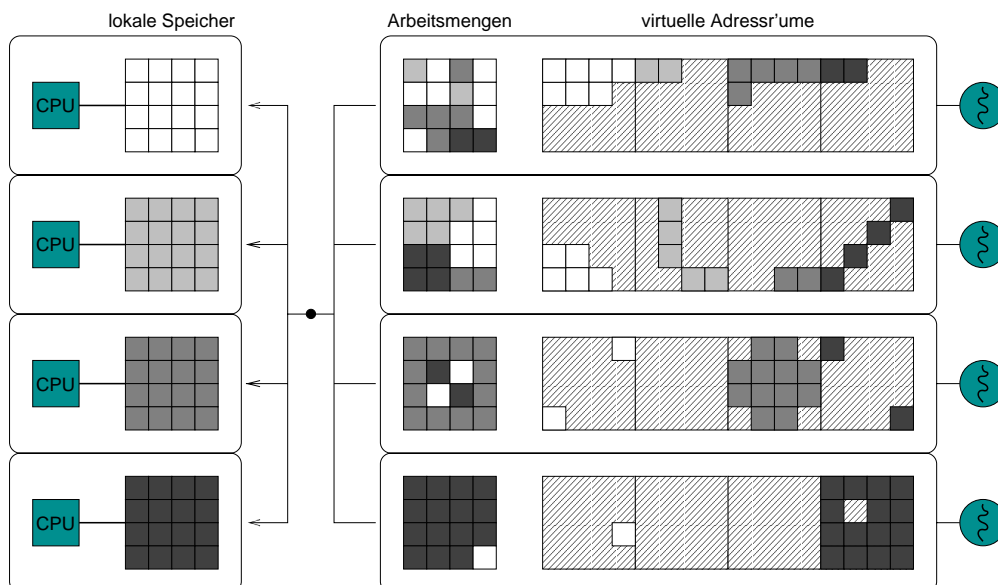 lokale Speicher
Arbeitsmengen
virtuelle Adressr'ume
CPU
CPU
CPU
CPU